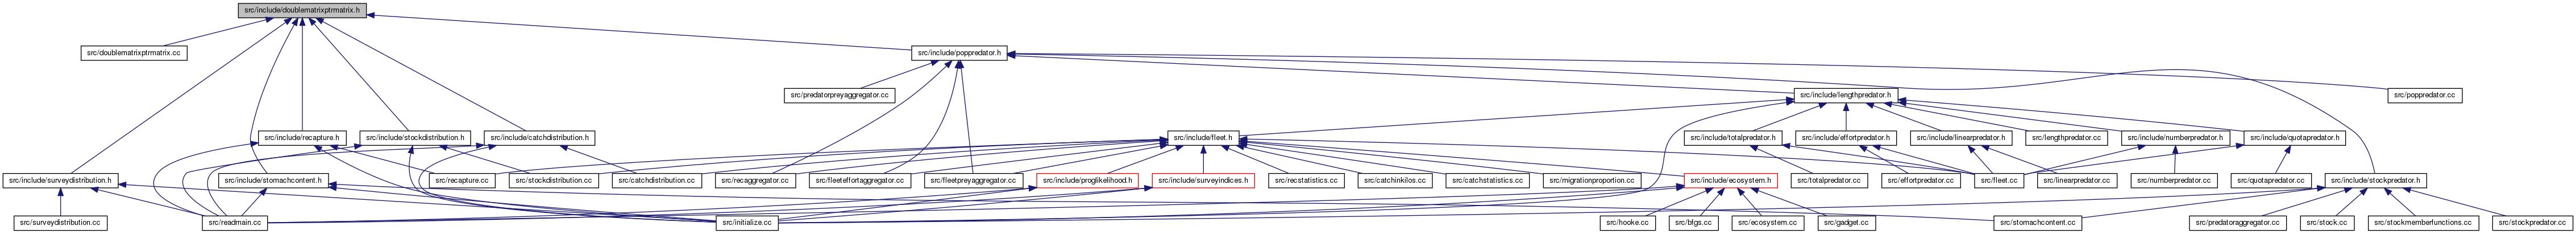 src/include/doublematrixptrmatrix.h
src/doublematrixptrmatrix.cc
src/include/poppredator.h
src/predatorpreyaggregator.cc
src/include/lengthpredator.h
src/poppredator.cc
src/include/recapture.h
src/include/stockdistribution.h
src/include/catchdistribution.h
src/include/fleet.h
src/include/totalpredator.h
src/include/effortpredator.h
src/include/linearpredator.h
src/lengthpredator.cc
src/include/numberpredator.h
src/include/quotapredator.h
src/include/surveydistribution.h
src/include/stomachcontent.h
src/recapture.cc
src/stockdistribution.cc
src/catchdistribution.cc
src/recaggregator.cc
src/fleeteffortaggregator.cc
src/fleetpreyaggregator.cc
src/include/proglikelihood.h
src/include/surveyindices.h
src/recstatistics.cc
src/catchinkilos.cc
src/catchstatistics.cc
src/migrationproportion.cc
src/include/ecosystem.h
src/totalpredator.cc
src/effortpredator.cc
src/fleet.cc
src/linearpredator.cc
src/numberpredator.cc
src/quotapredator.cc
src/include/stockpredator.h
src/surveydistribution.cc
src/readmain.cc
src/initialize.cc
src/hooke.cc
src/bfgs.cc
src/ecosystem.cc
src/gadget.cc
src/stomachcontent.cc
src/predatoraggregator.cc
src/stock.cc
src/stockmemberfunctions.cc
src/stockpredator.cc